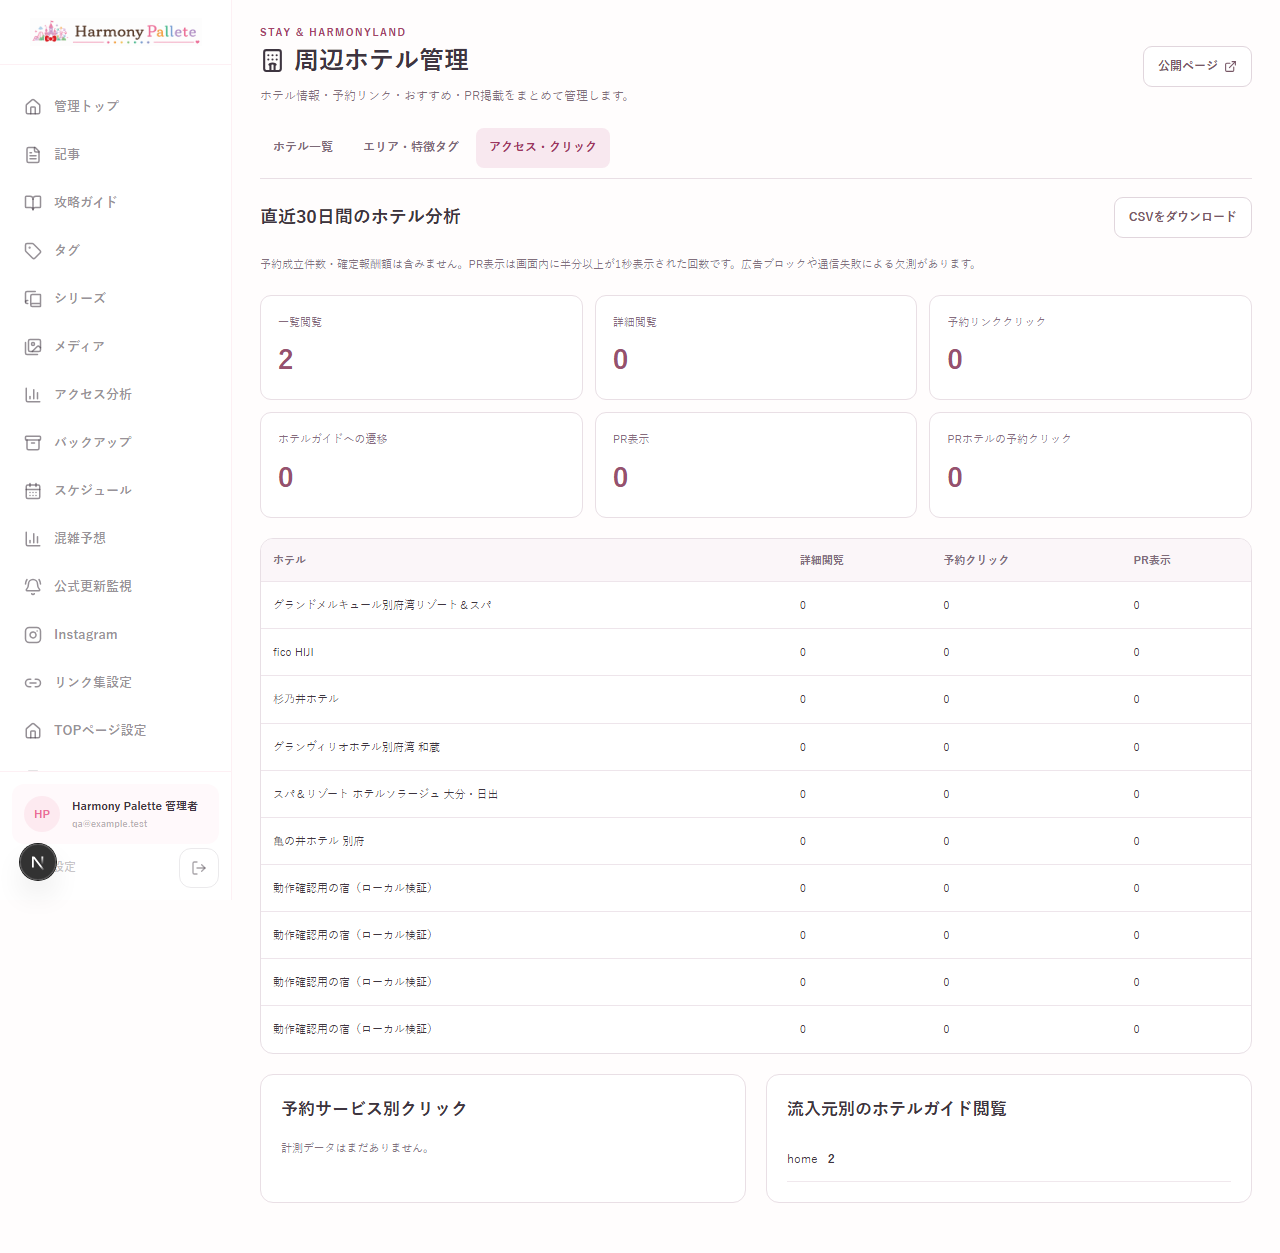 Harmony Pallete
管理トップ
記事
攻略ガイド
タグ
シリーズ
メディア
アクセス分析
バックアップ
スケジュール
混雑予想
公式更新監視
Instagram
リンク集設定
TOPページ設定
HP
Harmony Palette 管理者
qa@example.test
N
設定
STAY & HARMONYLAND
周辺ホテル管理
ホテル情報・予約リンク・おすすめ・PR掲載をまとめて管理します。
公開ページ
ホテル一覧 エリア・特徴タグ アクセス・クリック
直近30日間のホテル分析
CSVをダウンロード
予約成立件数・確定報酬額は含みません。PR表示は画面内に半分以上が1秒表示された回数です。広告ブロックや通信失敗による欠測があります。
一覧閲覧
2
詳細閲覧
0
予約リンククリック
0
ホテルガイドへの遷移
0
PR表示
0
PRホテルの予約クリック
0
ホテル 詳細閲覧 予約クリック PR表示
グランドメルキュール別府湾リゾート＆スパ 0 0 0
fico HIJI 0 0 0
杉乃井ホテル 0 0 0
グランヴィリオホテル別府湾 和蔵 0 0 0
スパ＆リゾート ホテルソラージュ 大分・日出 0 0 0
亀の井ホテル 別府 0 0 0
動作確認用の宿（ローカル検証） 0 0 0
動作確認用の宿（ローカル検証） 0 0 0
動作確認用の宿（ローカル検証） 0 0 0
動作確認用の宿（ローカル検証） 0 0 0
予約サービス別クリック
計測データはまだありません。
流入元別のホテルガイド閲覧
home 2